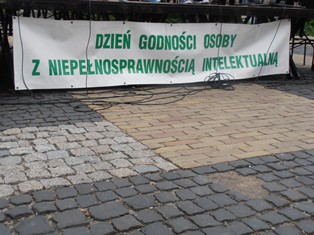 DZIEŃ GODNOŚCI OSOBY
Z NIEPEŁNOSPRAWNOŚCIĄ INTELEKTUALNĄ